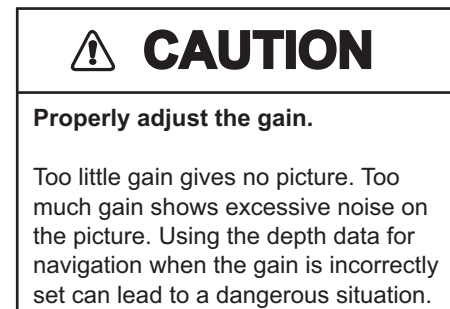 CAUTION
Properly adjust the gain.
Too little gain gives no picture. Too
much gain shows excessive noise on
the picture. Using the depth data for
navigation when the gain is incorrectly
set can lead to a dangerous situation.